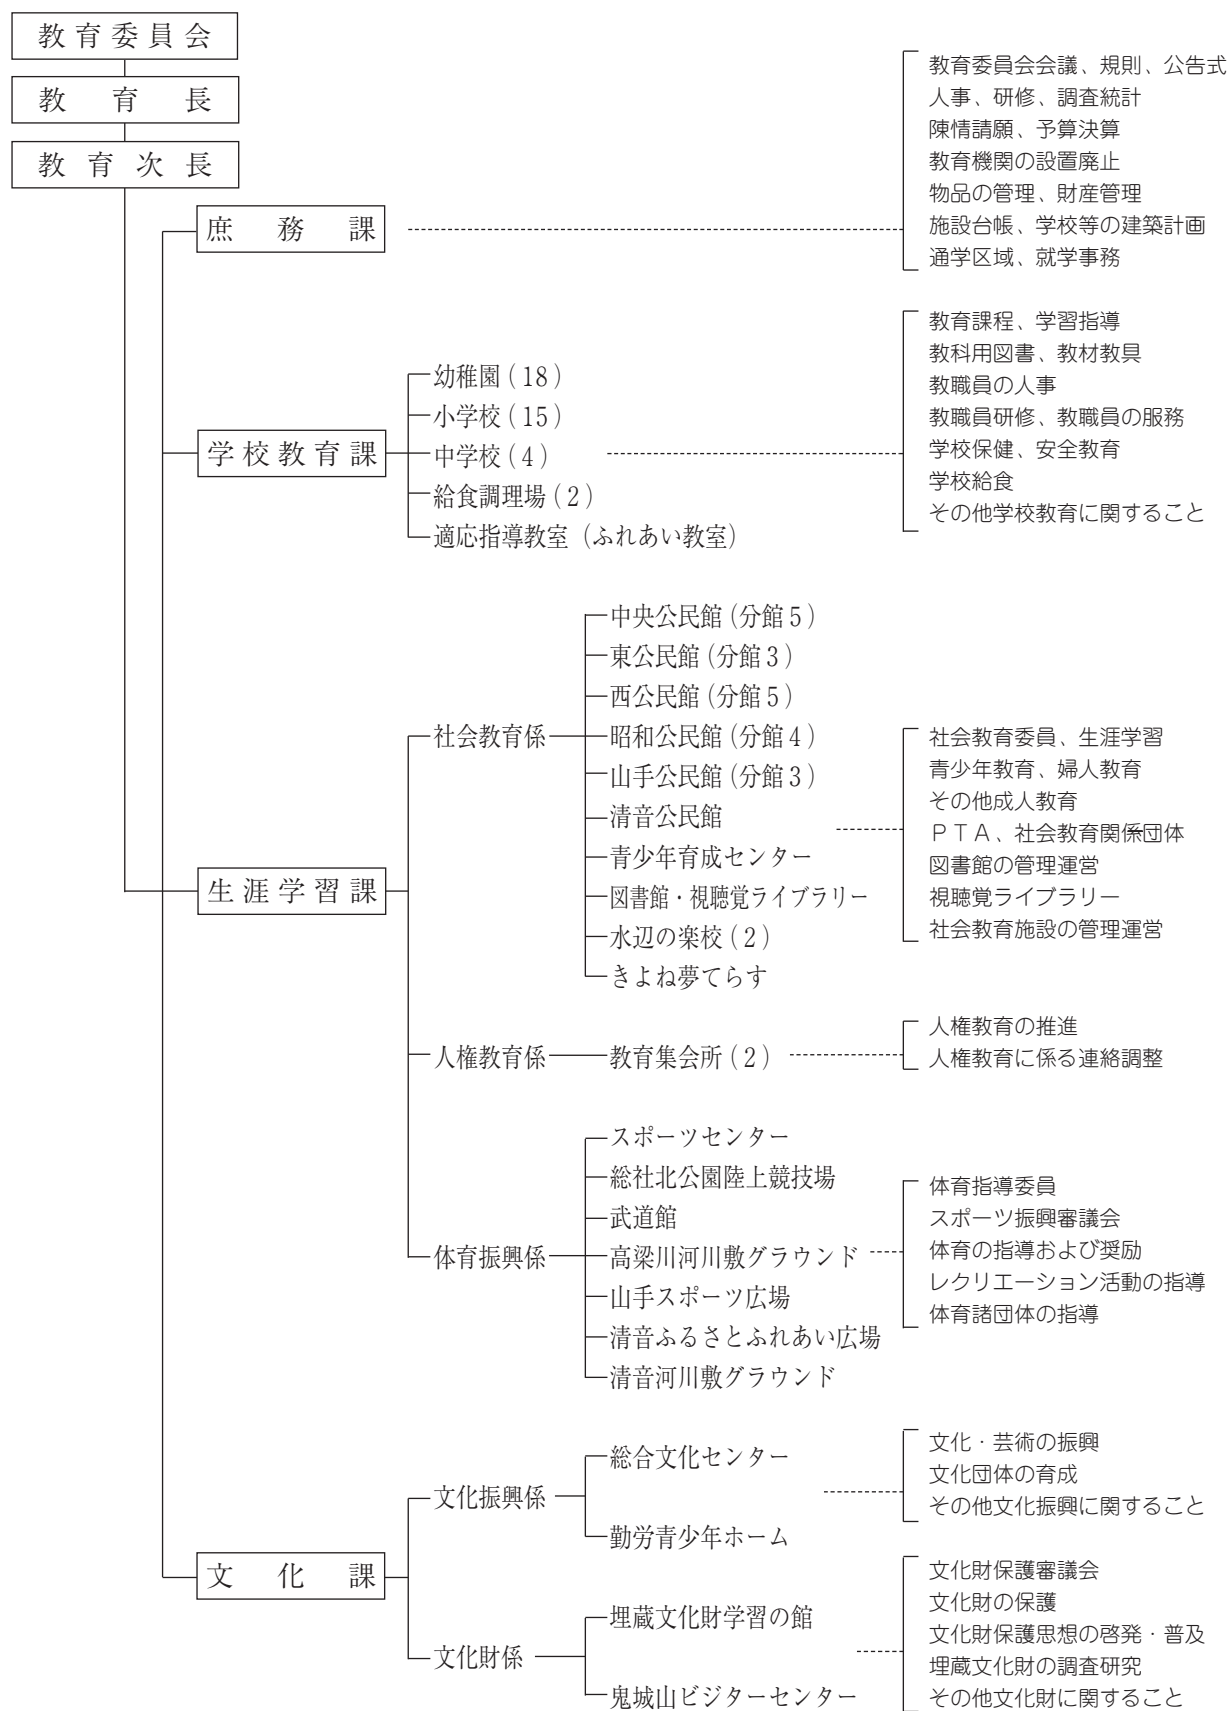 教育委員会
教育長
教育次長
庶務課
教育委員会会議、規則、公告式
人事、研修、調査統計
陳情請願、予算決算
教育機関の設置廃止
物品の管理、財産管理
施設台帳、学校等の建築計画
通学区域、就学事務
学校教育課
幼稚園(18)
小学校(15)
中学校(4)
給食調理場(2)
適応指導教室(ふれあい教室)
教育課程、学習指導
教科用図書、教材教具
教職員の人事
教職員研修、教職員の服務
学校保健、安全教育
学校給食
その他学校教育に関すること
生涯学習課
社会教育係
中央公民館(分館5)
東公民館(分館3)
西公民館(分館5)
昭和公民館(分館4)
山手公民館(分館3)
清音公民館
青少年育成センター
図書館・視聴覚ライブラリー
水辺の楽校(2)
きよね夢てらす
社会教育委員、生涯学習
青少年教育、婦人教育
その他成人教育
PTA、社会教育関係団体
図書館の管理運営
視聴覚ライブラリー
社会教育施設の管理運営
人権教育係
教育集会所(2)
人権教育の推進
人権教育に係る連絡調整
体育振興係
スポーツセンター
総社北公園陸上競技場
武道館
高梁川河川敷グラウンド
山手スポーツ広場
清音ふるさとふれあい広場
清音河川敷グラウンド
体育指導委員
スポーツ振興審議会
体育の指導および奨励
レクリエーション活動の指導
体育諸団体の指導
文化課
文化振興係
総合文化センター
勤労青少年ホーム
文化・芸術の振興
文化団体の育成
その他文化振興に関すること
文化財係
埋蔵文化財学習の館
鬼城山ビジターセンター
文化財保護審議会
文化財の保護
文化財保護思想の啓発・普及
埋蔵文化財の調査研究
その他文化財に関すること